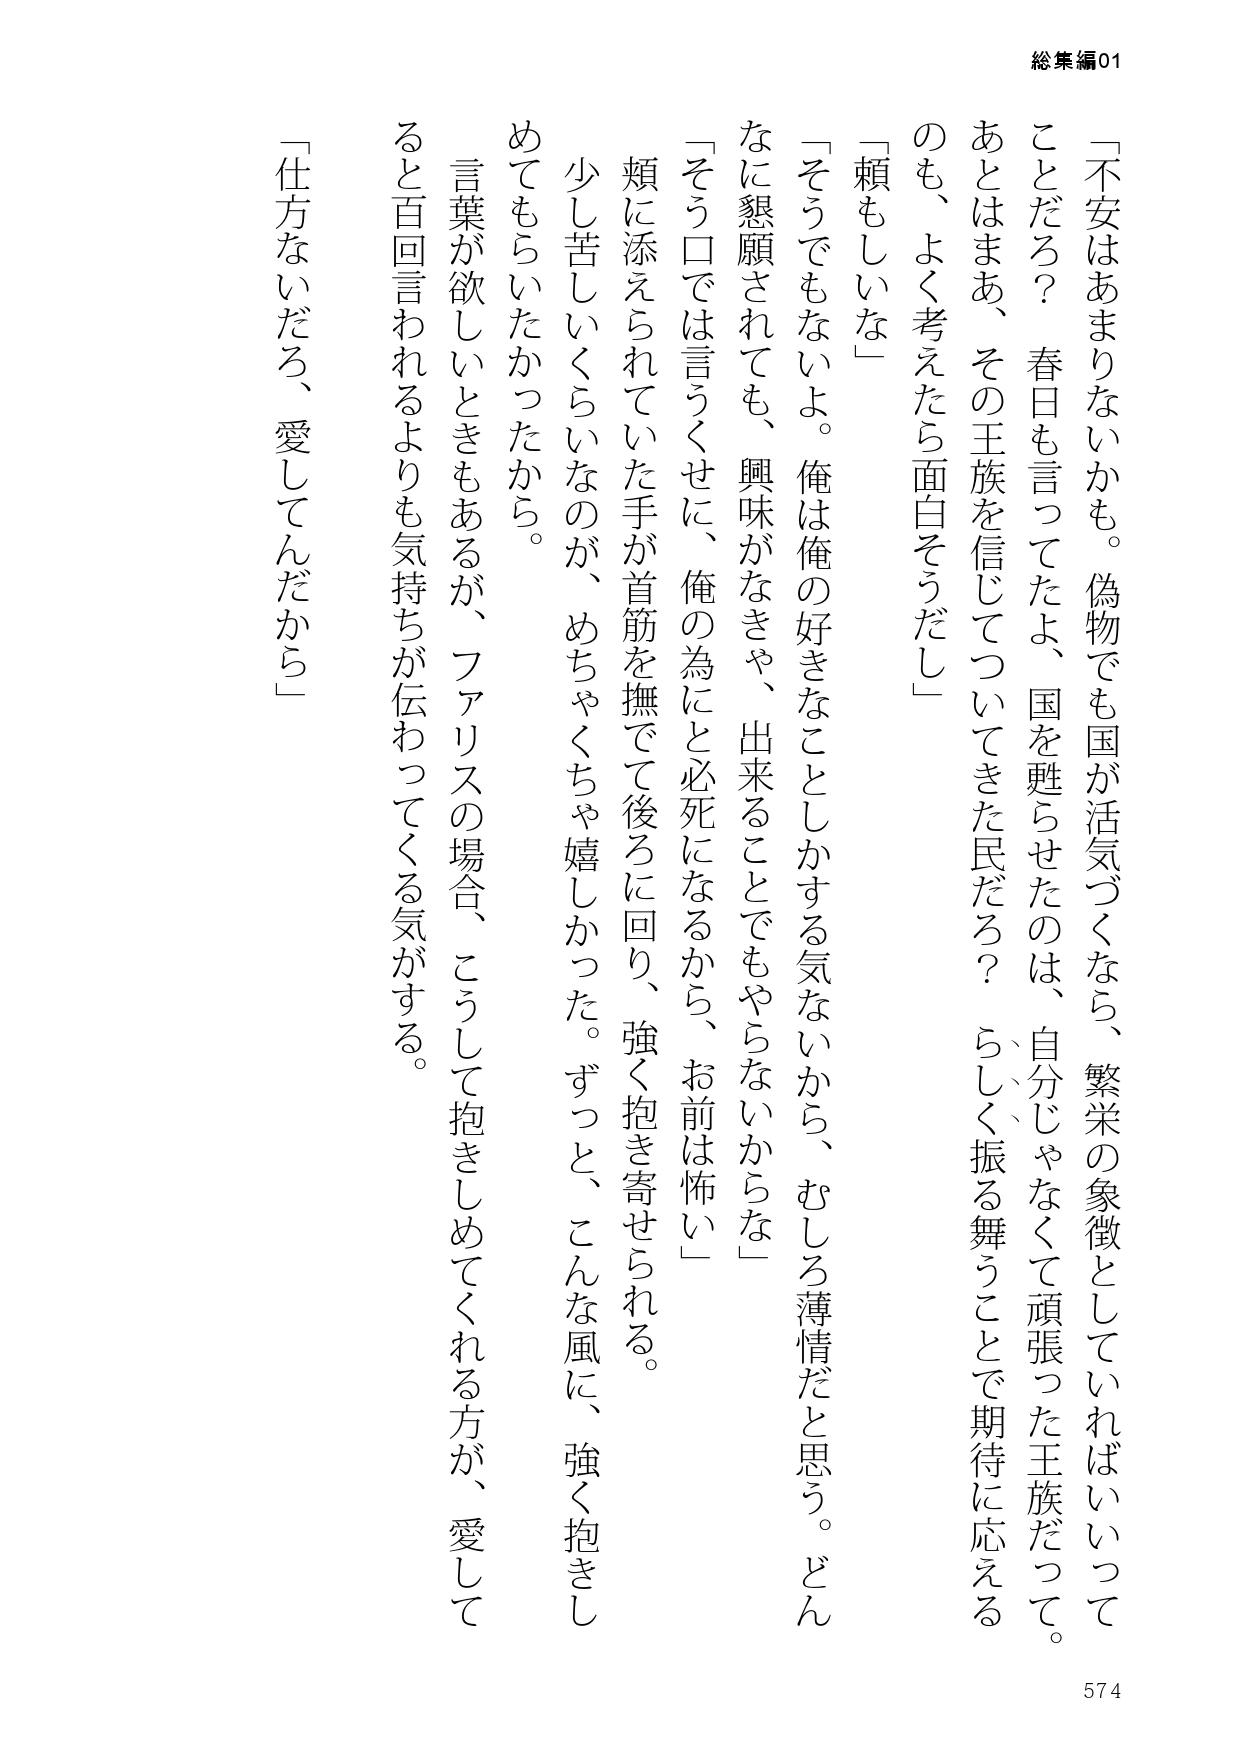 総集編01
「不安はあまりないかも。偽物でも国が活気づくなら、繁栄の象徴としていればいいって
ことだろ？　春日も言ってたよ、国を甦らせたのは、自分じゃなくて頑張った王族だって。
あとはまあ、その王族を信じてついてきた民だろ？　らしく振る舞うことで期待に応える
のも、よく考えたら面白そうだし」
「頼もしいな」
「そうでもないよ。俺は俺の好きなことしかする気ないから、むしろ薄情だと思う。どん
なに懇願されても、興味がなきゃ、出来ることでもやらないからな」
「そう口では言うくせに、俺の為にと必死になるから、お前は怖い」
　頬に添えられていた手が首筋を撫でて後ろに回り、強く抱き寄せられる。
　少し苦しいくらいなのが、めちゃくちゃ嬉しかった。ずっと、こんな風に、強く抱きし
めてもらいたかったから。
　言葉が欲しいときもあるが、ファリスの場合、こうして抱きしめてくれる方が、愛して
ると百回言われるよりも気持ちが伝わってくる気がする。
「仕方ないだろ、愛してんだから」
574